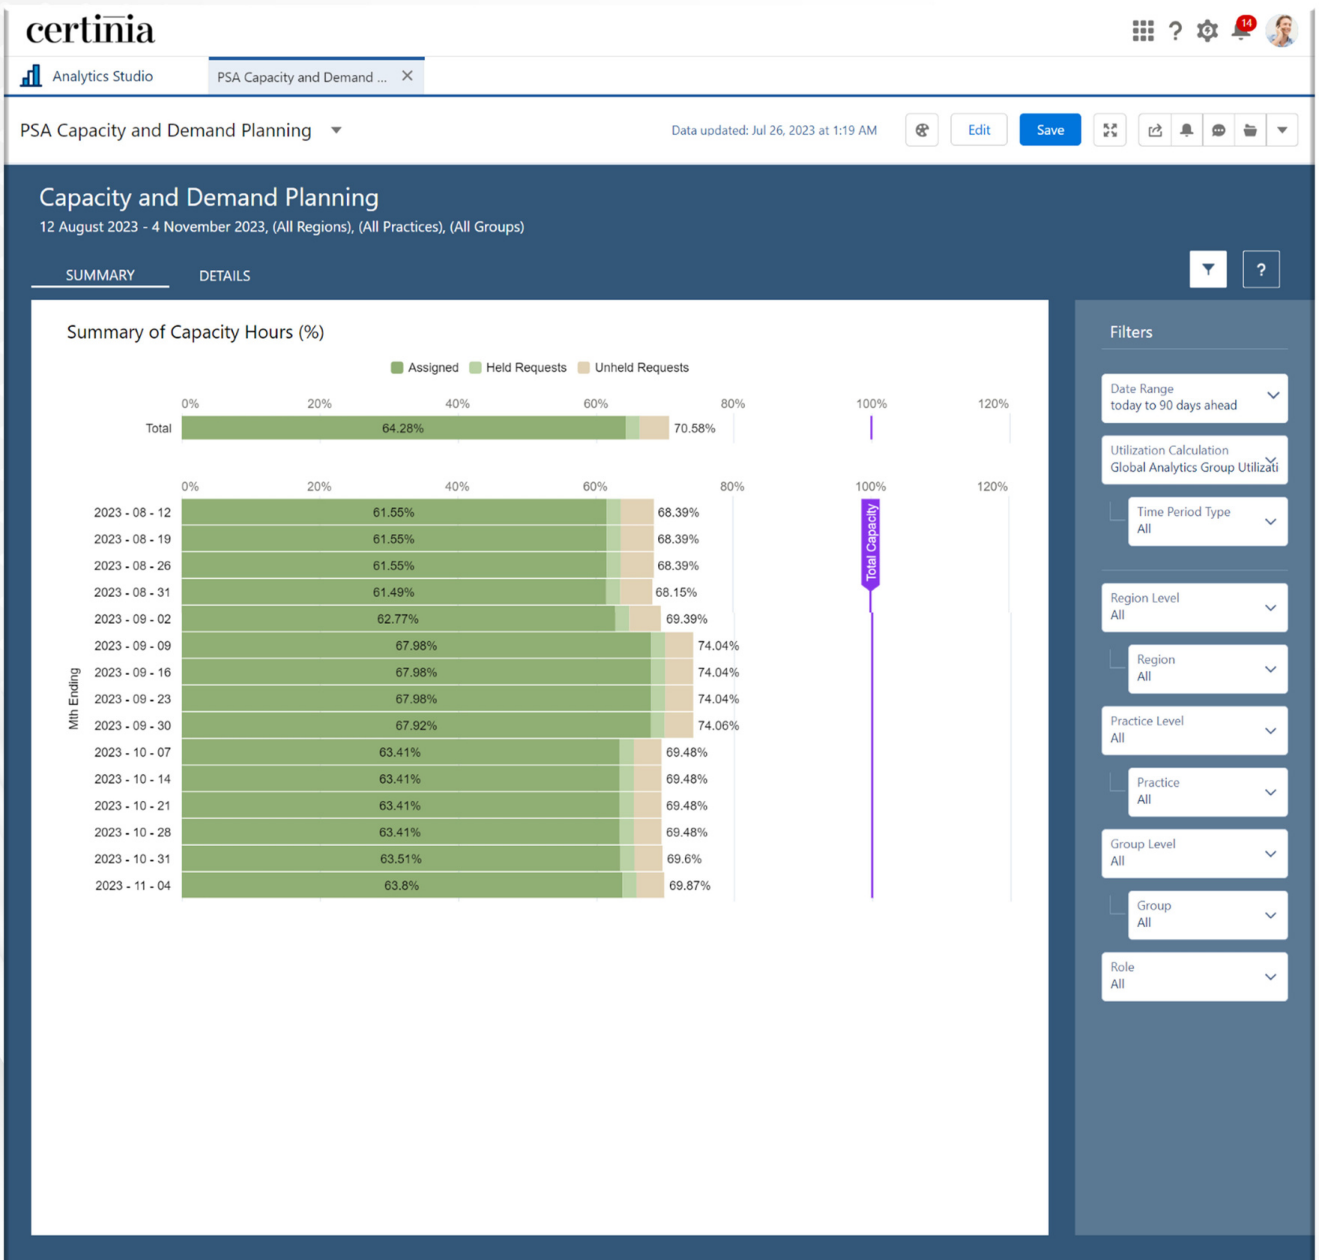 certinia
14
Analytics Studio
PSA Capacity and Demand ...
PSA Capacity and Demand Planning
Data updated: Jul 26, 2023 at 1:19 AM
Edit
Save
Capacity and Demand Planning
12 August 2023 - 4 November 2023, (All Regions), (All Practices), (All Groups)
SUMMARY
DETAILS
?
Summary of Capacity Hours (%)
Assigned Held Requests Unheld Requests
0% 20% 40% 60% 80% 100% 120%
Total 64.28% 70.58%
0% 20% 40% 60% 80% 100% 120%
Mth Ending
Total Capacity
2023 - 08 - 12 61.55% 68.39%
2023 - 08 - 19 61.55% 68.39%
2023 - 08 - 26 61.55% 68.39%
2023 - 08 - 31 61.49% 68.15%
2023 - 09 - 02 62.77% 69.39%
2023 - 09 - 09 67.98% 74.04%
2023 - 09 - 16 67.98% 74.04%
2023 - 09 - 23 67.98% 74.04%
2023 - 09 - 30 67.92% 74.06%
2023 - 10 - 07 63.41% 69.48%
2023 - 10 - 14 63.41% 69.48%
2023 - 10 - 21 63.41% 69.48%
2023 - 10 - 28 63.41% 69.48%
2023 - 10 - 31 63.51% 69.6%
2023 - 11 - 04 63.8% 69.87%
Filters
Date Range
today to 90 days ahead
Utilization Calculation
Global Analytics Group Utilizati
Time Period Type
All
Region Level
All
Region
All
Practice Level
All
Practice
All
Group Level
All
Group
All
Role
All